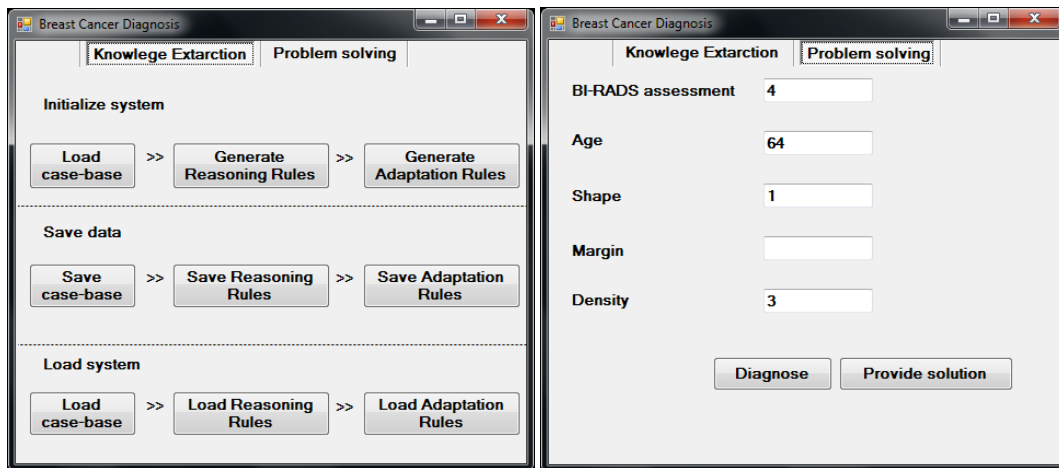 Breast Cancer Diagnosis
Knowlege Extarction Problem solving
Initialize system
Load case-base >> Generate Reasoning Rules >> Generate Adaptation Rules
Save data
Save case-base >> Save Reasoning Rules >> Save Adaptation Rules
Load system
Load case-base >> Load Reasoning Rules >> Load Adaptation Rules
Breast Cancer Diagnosis
Knowlege Extarction Problem solving
BI-RADS assessment 4
Age 64
Shape 1
Margin
Density 3
Diagnose Provide solution